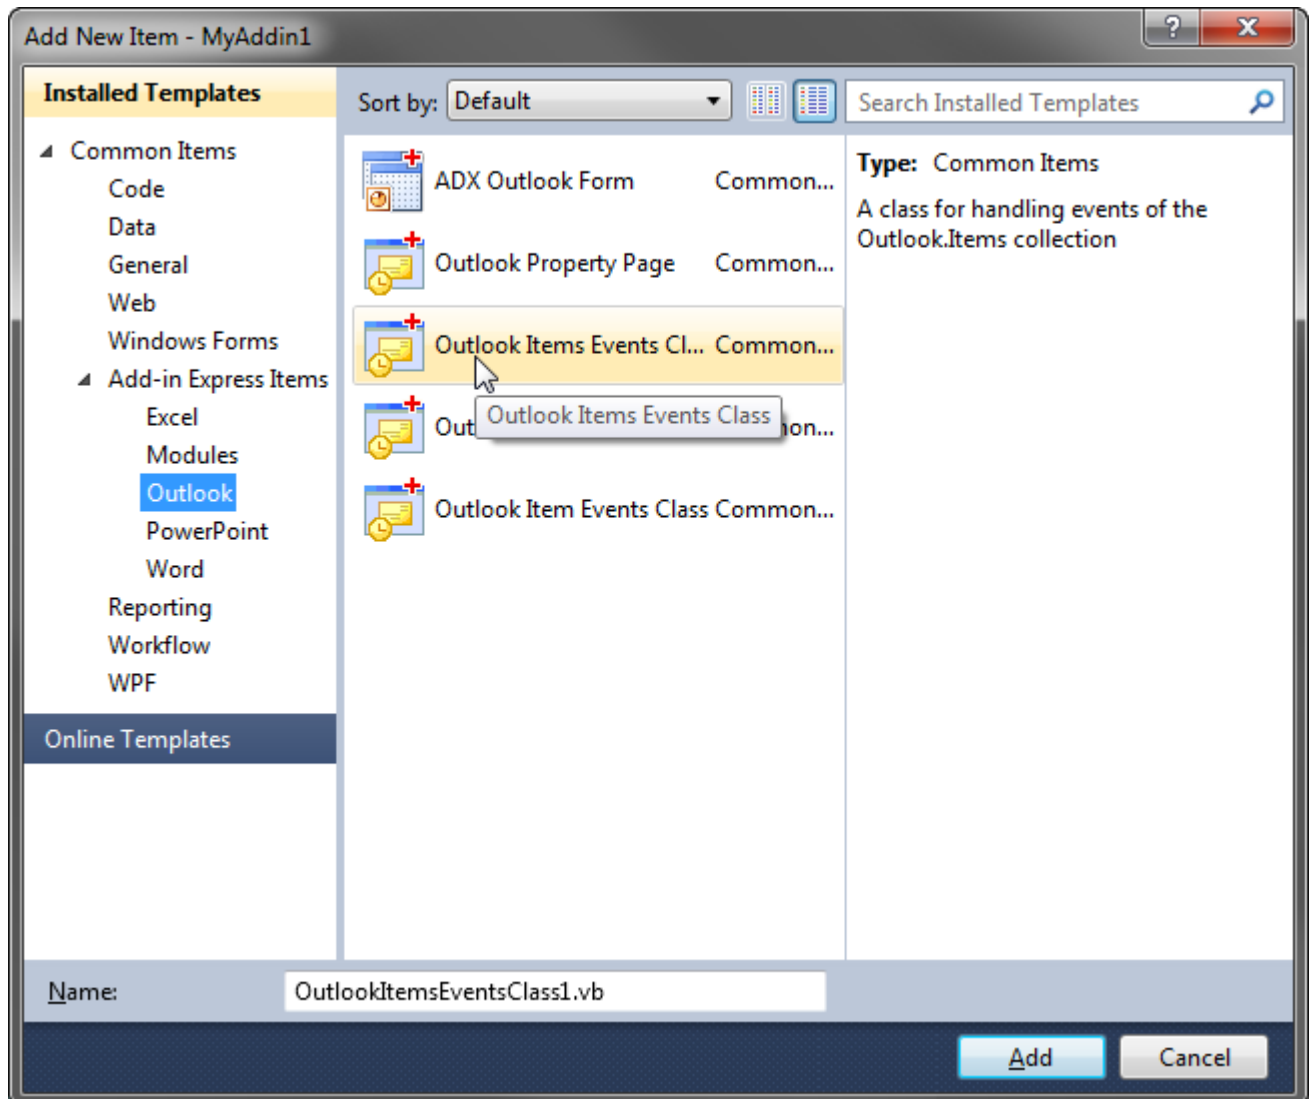 Add New Item - MyAddin1
?
x
Installed Templates
Common Items
Code
Data
General
Web
Windows Forms
Add-in Express Items
Excel
Modules
Outlook
PowerPoint
Word
Reporting
Workflow
WPF
Online Templates
Sort by: Default
Search Installed Templates
ADX Outlook Form Common...
Outlook Property Page Common...
Outlook Items Events Cl... Common...
Outlook Items Events Class
Outlook Item Events Class Common...
Type: Common Items
A class for handling events of the
Outlook.Items collection
Name: OutlookItemsEventsClass1.vb
Add
Cancel